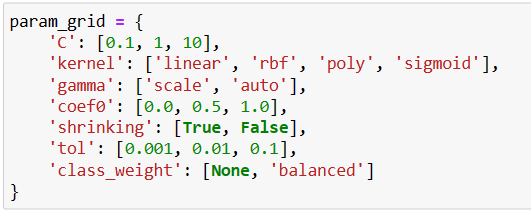 param_grid = {
    'C': [0.1, 1, 10],
    'kernel': ['linear', 'rbf', 'poly', 'sigmoid'],
    'gamma': ['scale', 'auto'],
    'coef0': [0.0, 0.5, 1.0],
    'shrinking': [True, False],
    'tol': [0.001, 0.01, 0.1],
    'class_weight': [None, 'balanced']
}